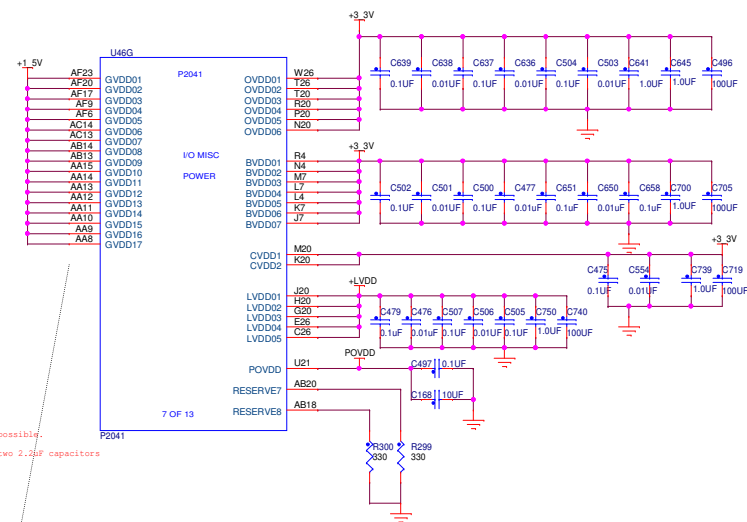 U46G
P2041
I/O MISC
POWER
7 OF 13
P2041
+1_5V
AF23 GVDD01
AF20 GVDD02
AF17 GVDD03
AF9 GVDD04
AF6 GVDD05
AC14 GVDD06
AC13 GVDD07
AB14 GVDD08
AB13 GVDD09
AA15 GVDD10
AA14 GVDD11
AA13 GVDD12
AA12 GVDD13
AA11 GVDD14
AA10 GVDD15
AA9 GVDD16
AA8 GVDD17
OVDD01 W26
OVDD02 T26
OVDD03 T20
OVDD04 R20
OVDD05 P20
OVDD06 N20
BVDD01 R4
BVDD02 N4
BVDD03 M7
BVDD04 L7
BVDD05 L4
BVDD06 K7
BVDD07 J7
CVDD1 M20
CVDD2 K20
LVDD01 J20
LVDD02 H20
LVDD03 G20
LVDD04 E26
LVDD05 C26
POVDD U21
RESERVE7 AB20
RESERVE8 AB18
+3_3V
C639 C638 C637 C636 C504 C503 C641 C645 C496
0.1UF 0.01UF 0.1UF 0.01UF 0.1UF 0.01UF 1.0UF 1.0UF 100UF
+3_3V
C502 C501 C500 C477 C651 C650 C658 C700 C705
0.1UF 0.01UF 0.1UF 0.01UF 0.1uF 0.01UF 0.1uF 1.0UF 100UF
+3_3V
C475 C554 C739 C719
0.1UF 0.01UF 1.0UF 100UF
+LVDD
C479 C476 C507 C506 C505 C750 C740
0.1uF 0.01UF 0.1UF 0.01UF 0.1UF 1.0UF 100UF
POVDD
C497 0.1UF
C168 10UF
R300 330
R299 330
possible.
two 2.2uF capacitors